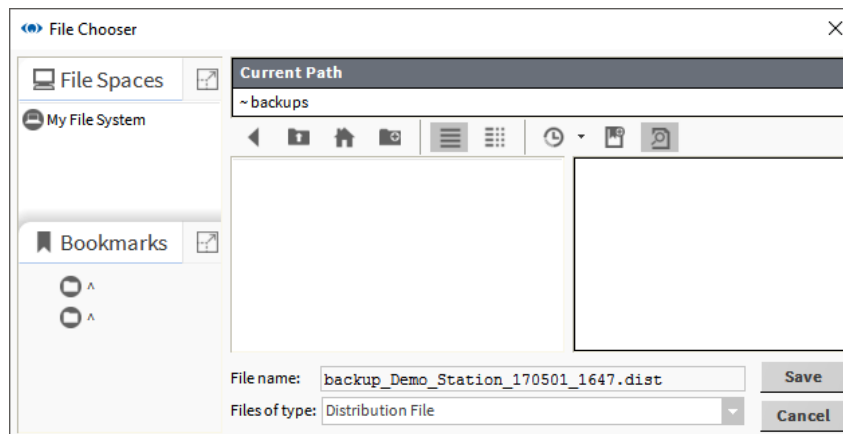 File Chooser
File Spaces
My File System
Bookmarks
^
^
Current Path
~backups
File name: backup_Demo_Station_170501_1647.dist
Files of type: Distribution File
Save
Cancel